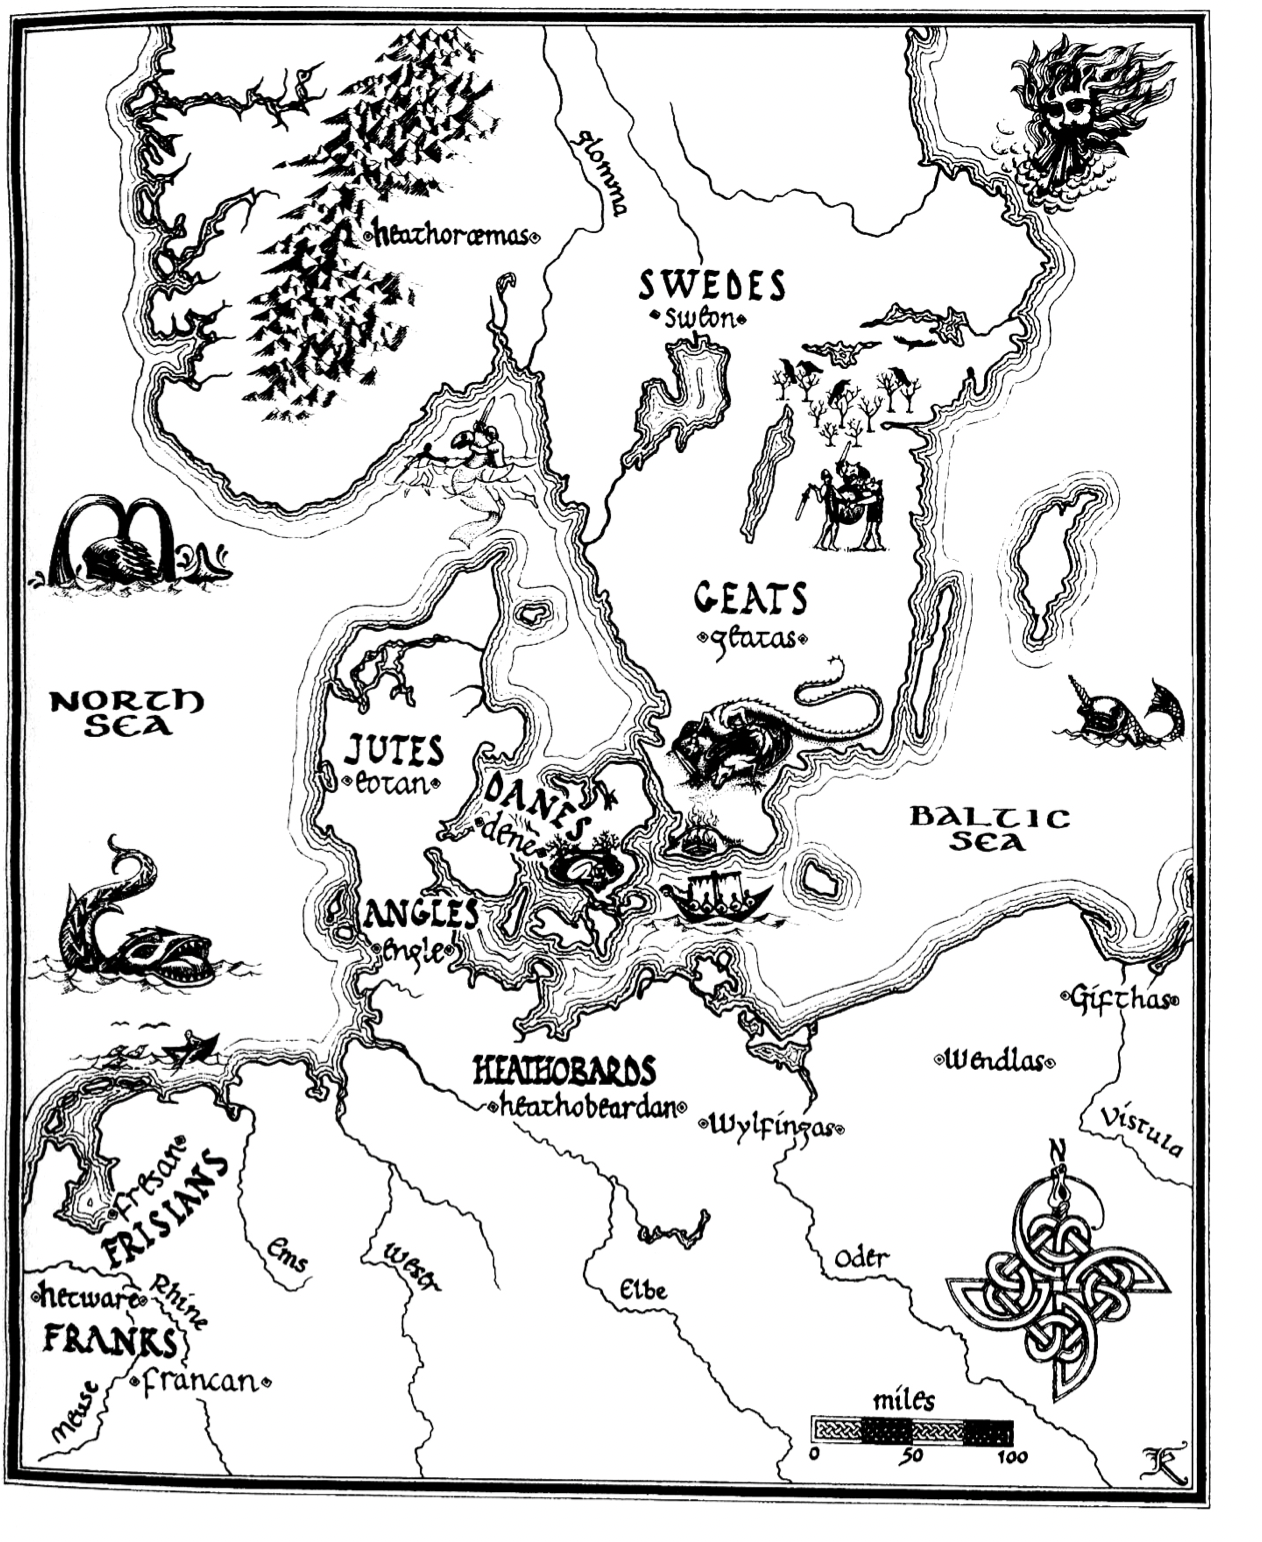 glomma
•heathoræmas•
SWEDES
•sweon•
GEATS
•geatas•
NORTH
SEA
JUTES
•eotan•
DANES
•dene•
BALTIC
SEA
ANGLES
•engle•
•Gifthas•
HEATHOBARDS
•heathobeardan•
•Wendlas•
•Wylfingas•
Vistula
•fresan•
FRISIANS
N
Ems
Weser
Elbe
Oder
•hetware•
Rhine
FRANKS
•francan•
Meuse
miles
0 50 100
K